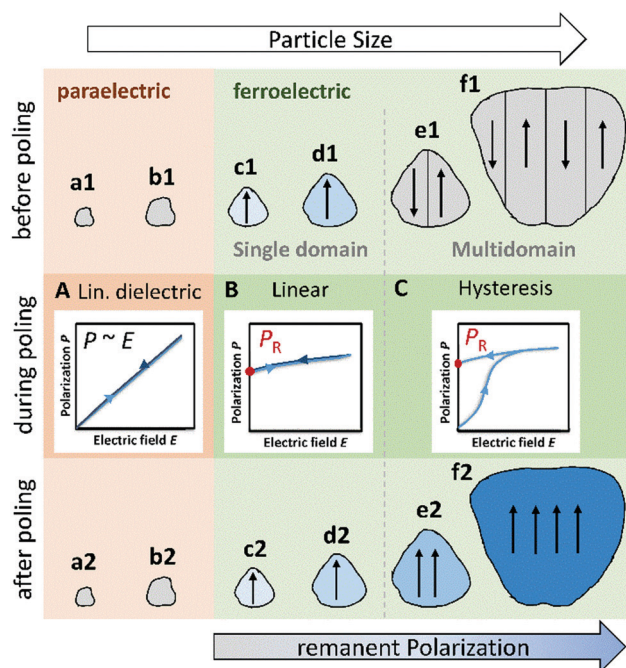 Particle Size
before poling
paraelectric
ferroelectric
a1
b1
c1
d1
e1
f1
Single domain
Multidomain
during poling
A Lin. dielectric
B Linear
C Hysteresis
P ~ E
Polarization P
Electric field E
P_R
Polarization P
Electric field E
P_R
Polarization P
Electric field E
after poling
a2
b2
c2
d2
e2
f2
remanent Polarization